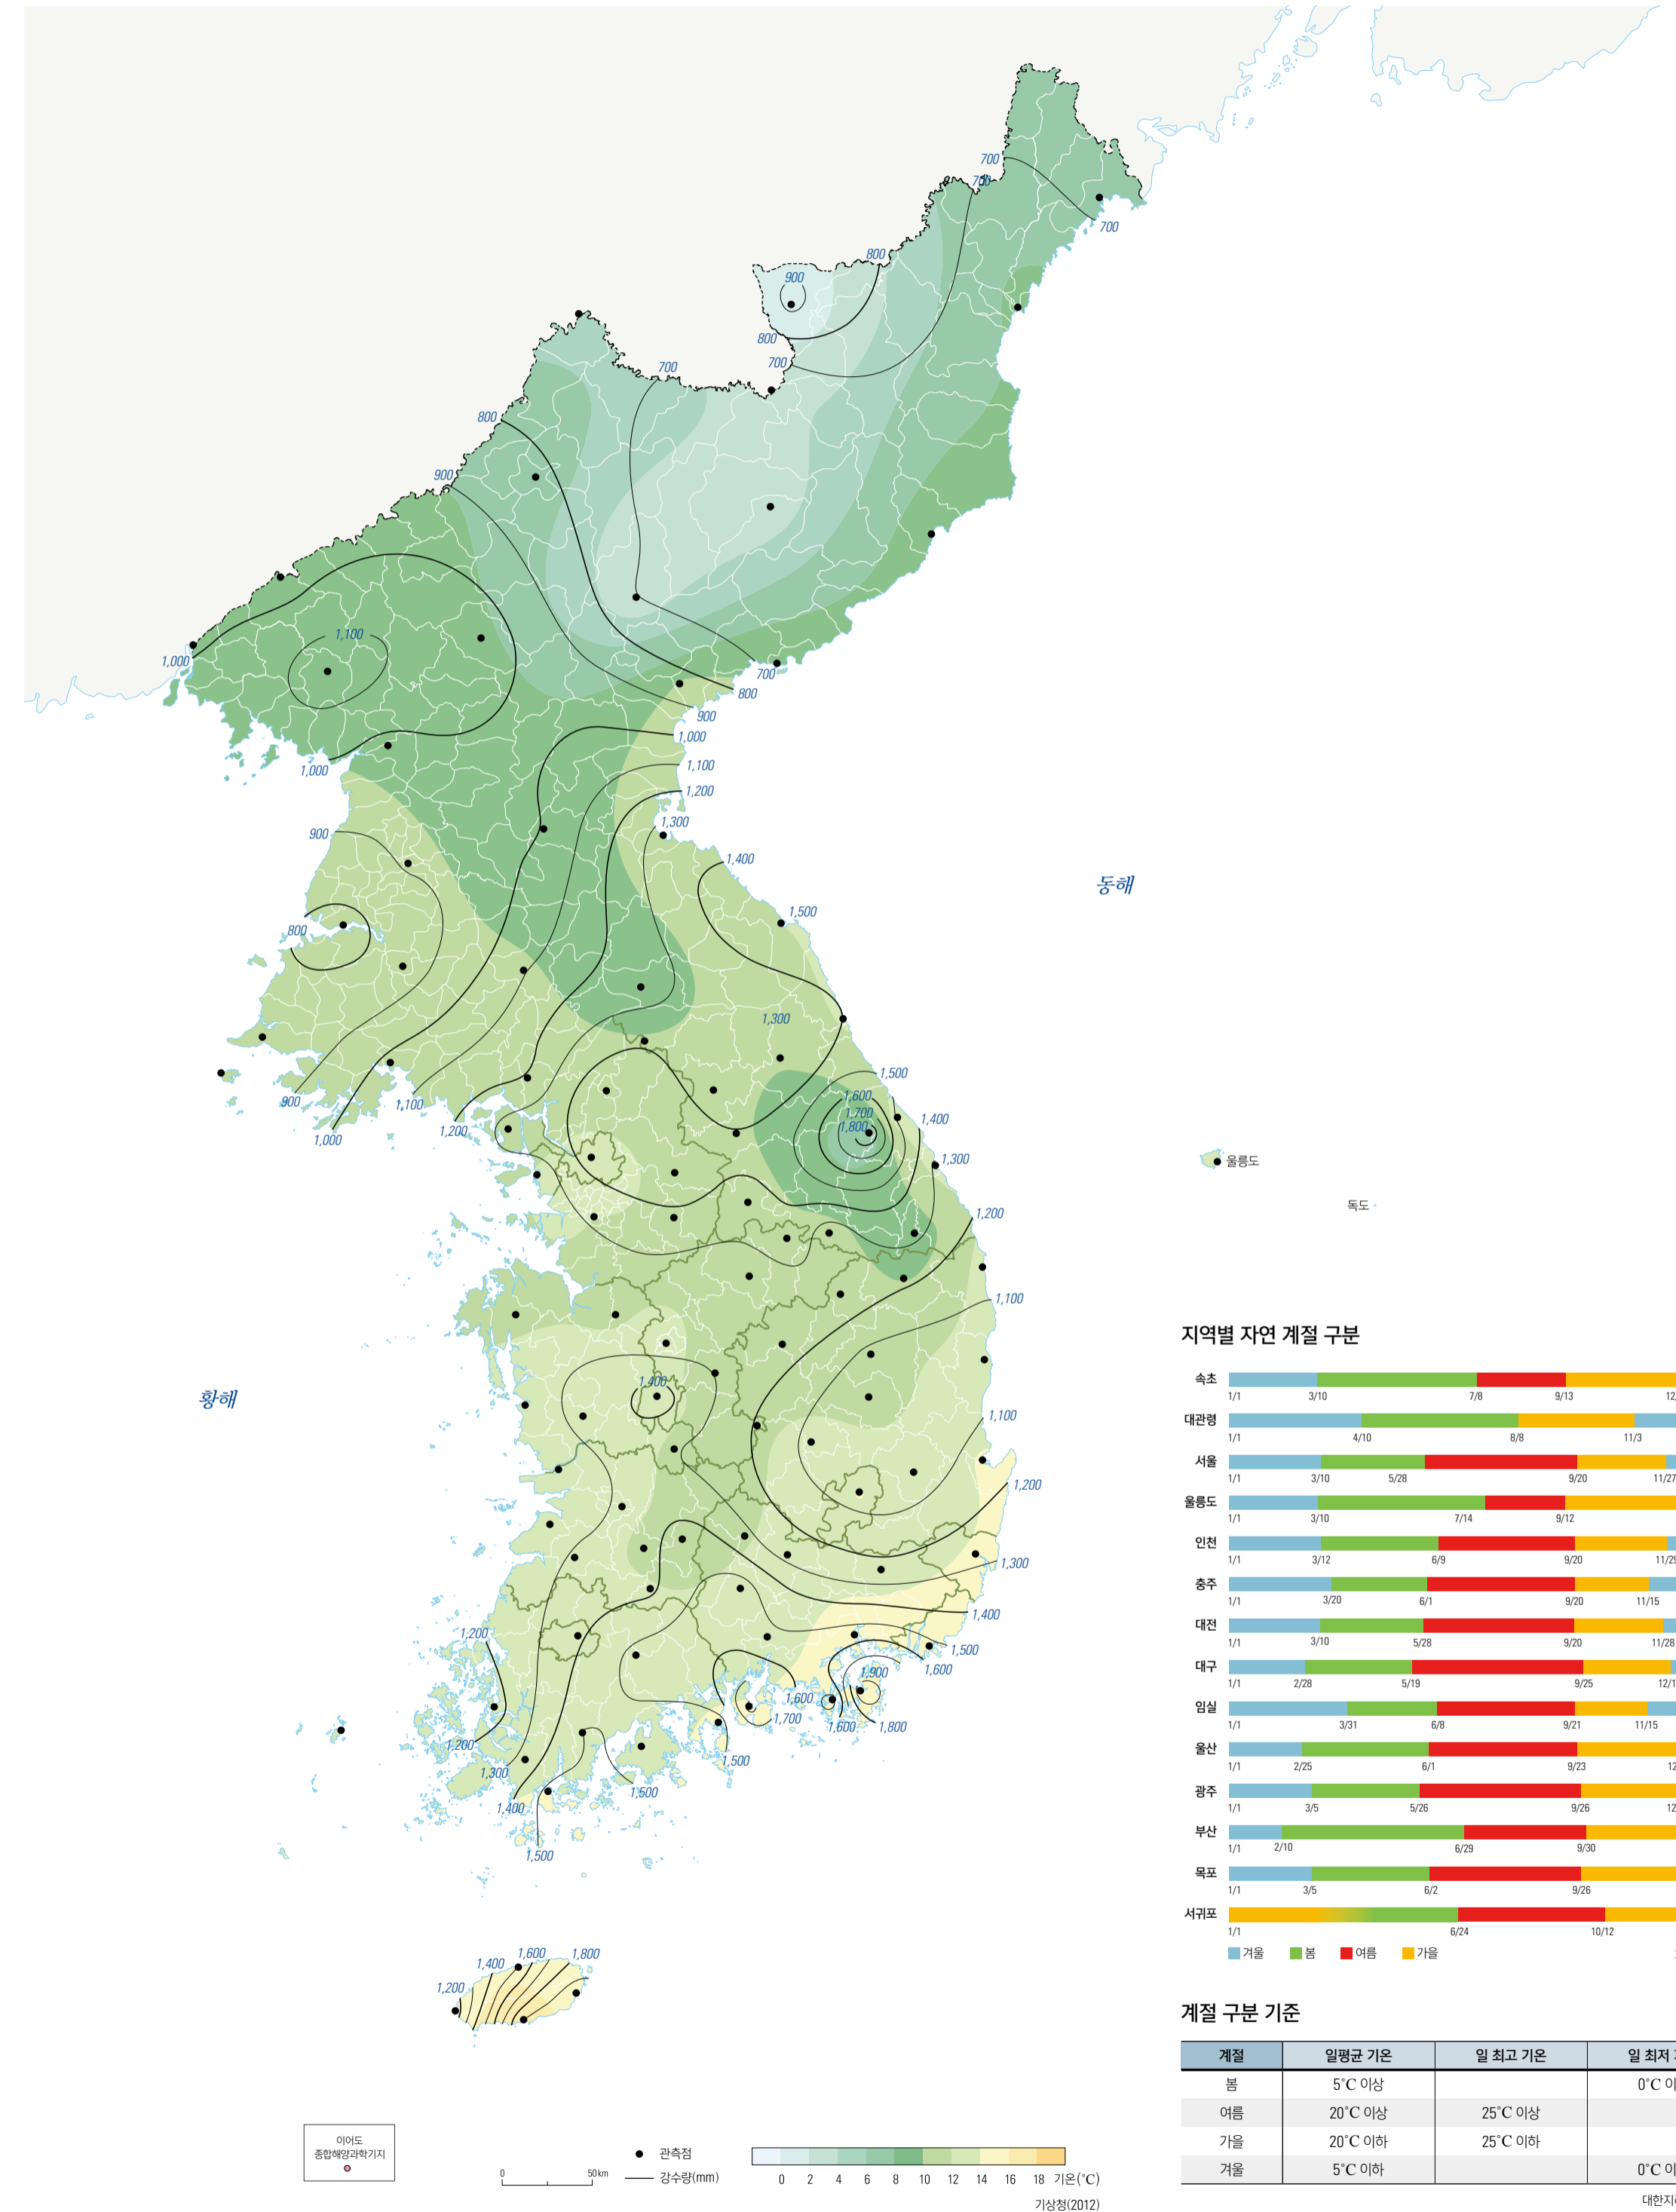 700
700
700
800
900
800
700
700
800
900
1,100
1,000
700
800
900
1,000
1,000
1,100
1,200
900
1,300
1,400
동해
800
1,500
1,300
1,500
1,600
1,700
1,800
1,400
900
1,100
1,000
1,200
1,300
울릉도
독도
1,200
1,100
황해
1,400
1,100
1,200
1,300
1,400
1,200
1,500
1,600
1,900
1,600
1,700
1,600
1,800
1,200
1,500
1,300
1,500
1,400
1,500
1,600
1,800
1,400
1,200
지역별 자연 계절 구분
속초
1/1 3/10 7/8 9/13
대관령
1/1 4/10 8/8 11/3
서울
1/1 3/10 5/28 9/20 11/27
울릉도
1/1 3/10 7/14 9/12
인천
1/1 3/12 6/9 9/20 11/29
충주
1/1 3/20 6/1 9/20 11/15
대전
1/1 3/10 5/28 9/20 11/28
대구
1/1 2/28 5/19 9/25
임실
1/1 3/31 6/8 9/21 11/15
울산
1/1 2/25 6/1 9/23
광주
1/1 3/5 5/26 9/26
부산
1/1 2/10 6/29 9/30
목포
1/1 3/5 6/2 9/26
서귀포
1/1 6/24 10/12
겨울 봄 여름 가을
계절 구분 기준
계절 일평균 기온 일 최고 기온 일 최저
봄 5°C 이상 0°C
여름 20°C 이상 25°C 이상
가을 20°C 이하 25°C 이하
겨울 5°C 이하 0°C
이어도
종합해양과학기지
0 50km
관측점
강수량(mm)
0 2 4 6 8 10 12 14 16 18 기온(°C)
기상청(2012)